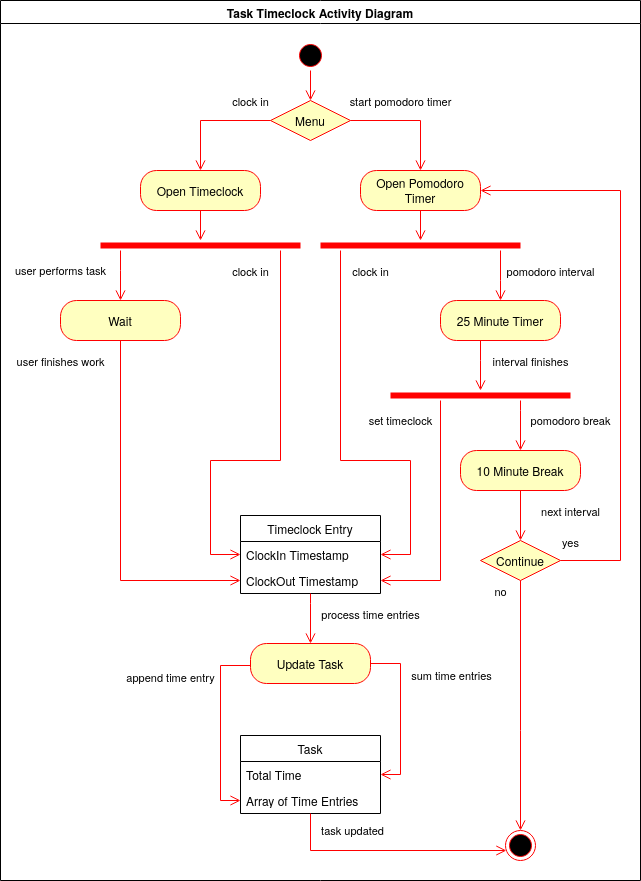 Task Timeclock Activity Diagram
clock in
start pomodoro timer
Menu
Open Timeclock
Open Pomodoro
Timer
user performs task
clock in
clock in
pomodoro interval
Wait
25 Minute Timer
user finishes work
interval finishes
set timeclock
pomodoro break
10 Minute Break
next interval
Timeclock Entry
yes
ClockIn Timestamp
Continue
ClockOut Timestamp
no
process time entries
Update Task
append time entry
sum time entries
Task
Total Time
Array of Time Entries
task updated